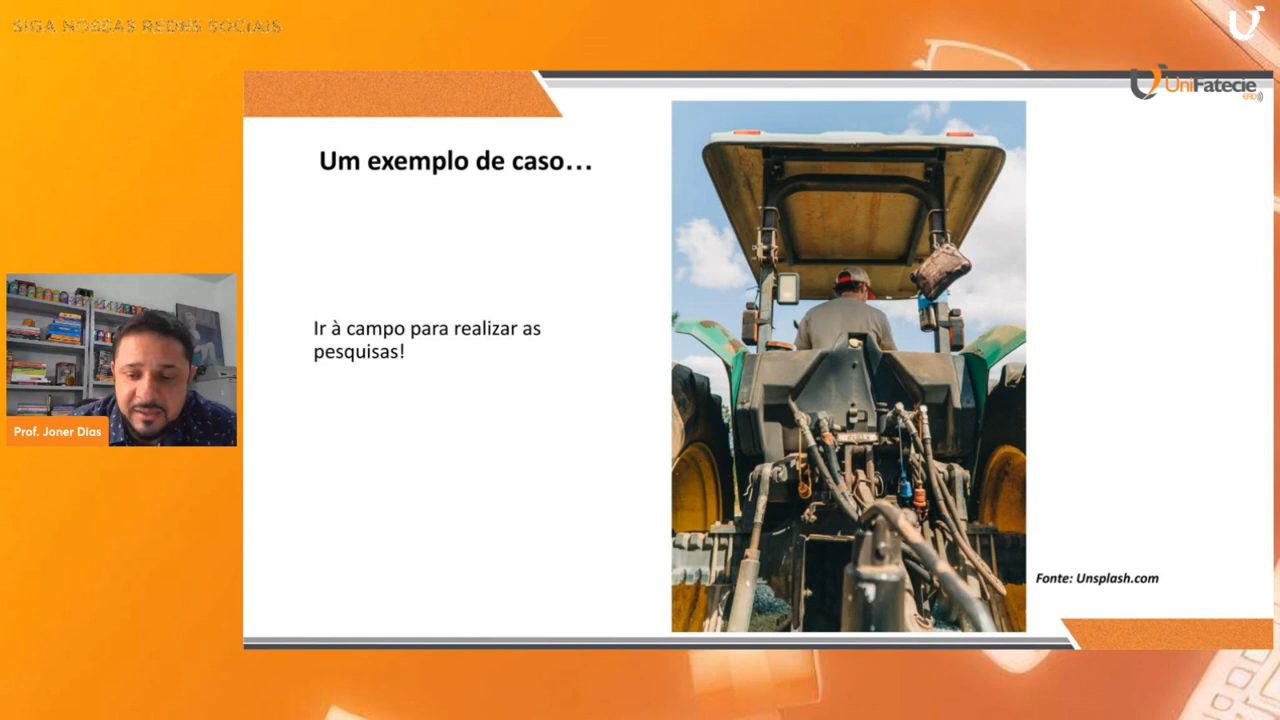 SIGA NOSSAS REDES SOCIAIS
UniFatecie
EAD
Um exemplo de caso...
Ir à campo para realizar as
pesquisas!
Prof. Joner Dias
Fonte: Unsplash.com